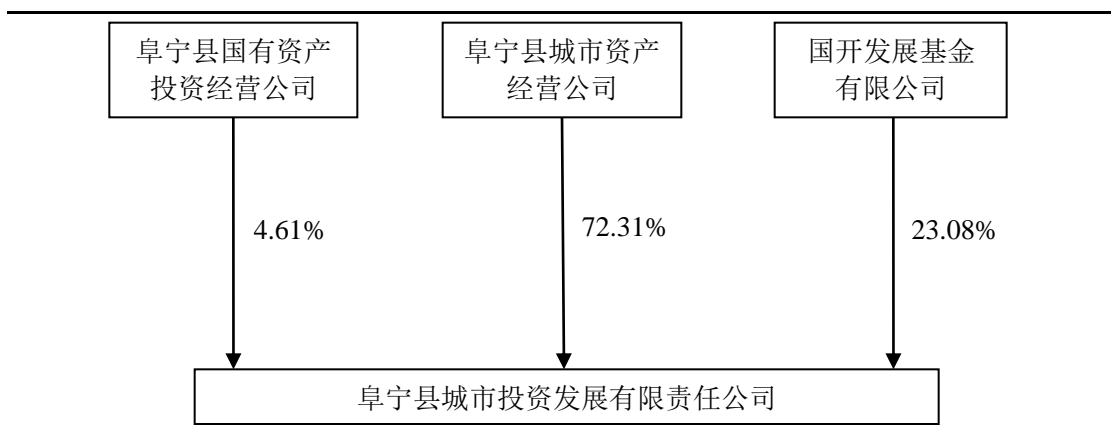 阜宁县国有资产
投资经营公司
阜宁县城市资产
经营公司
国开发展基金
有限公司
4.61%
72.31%
23.08%
阜宁县城市投资发展有限责任公司